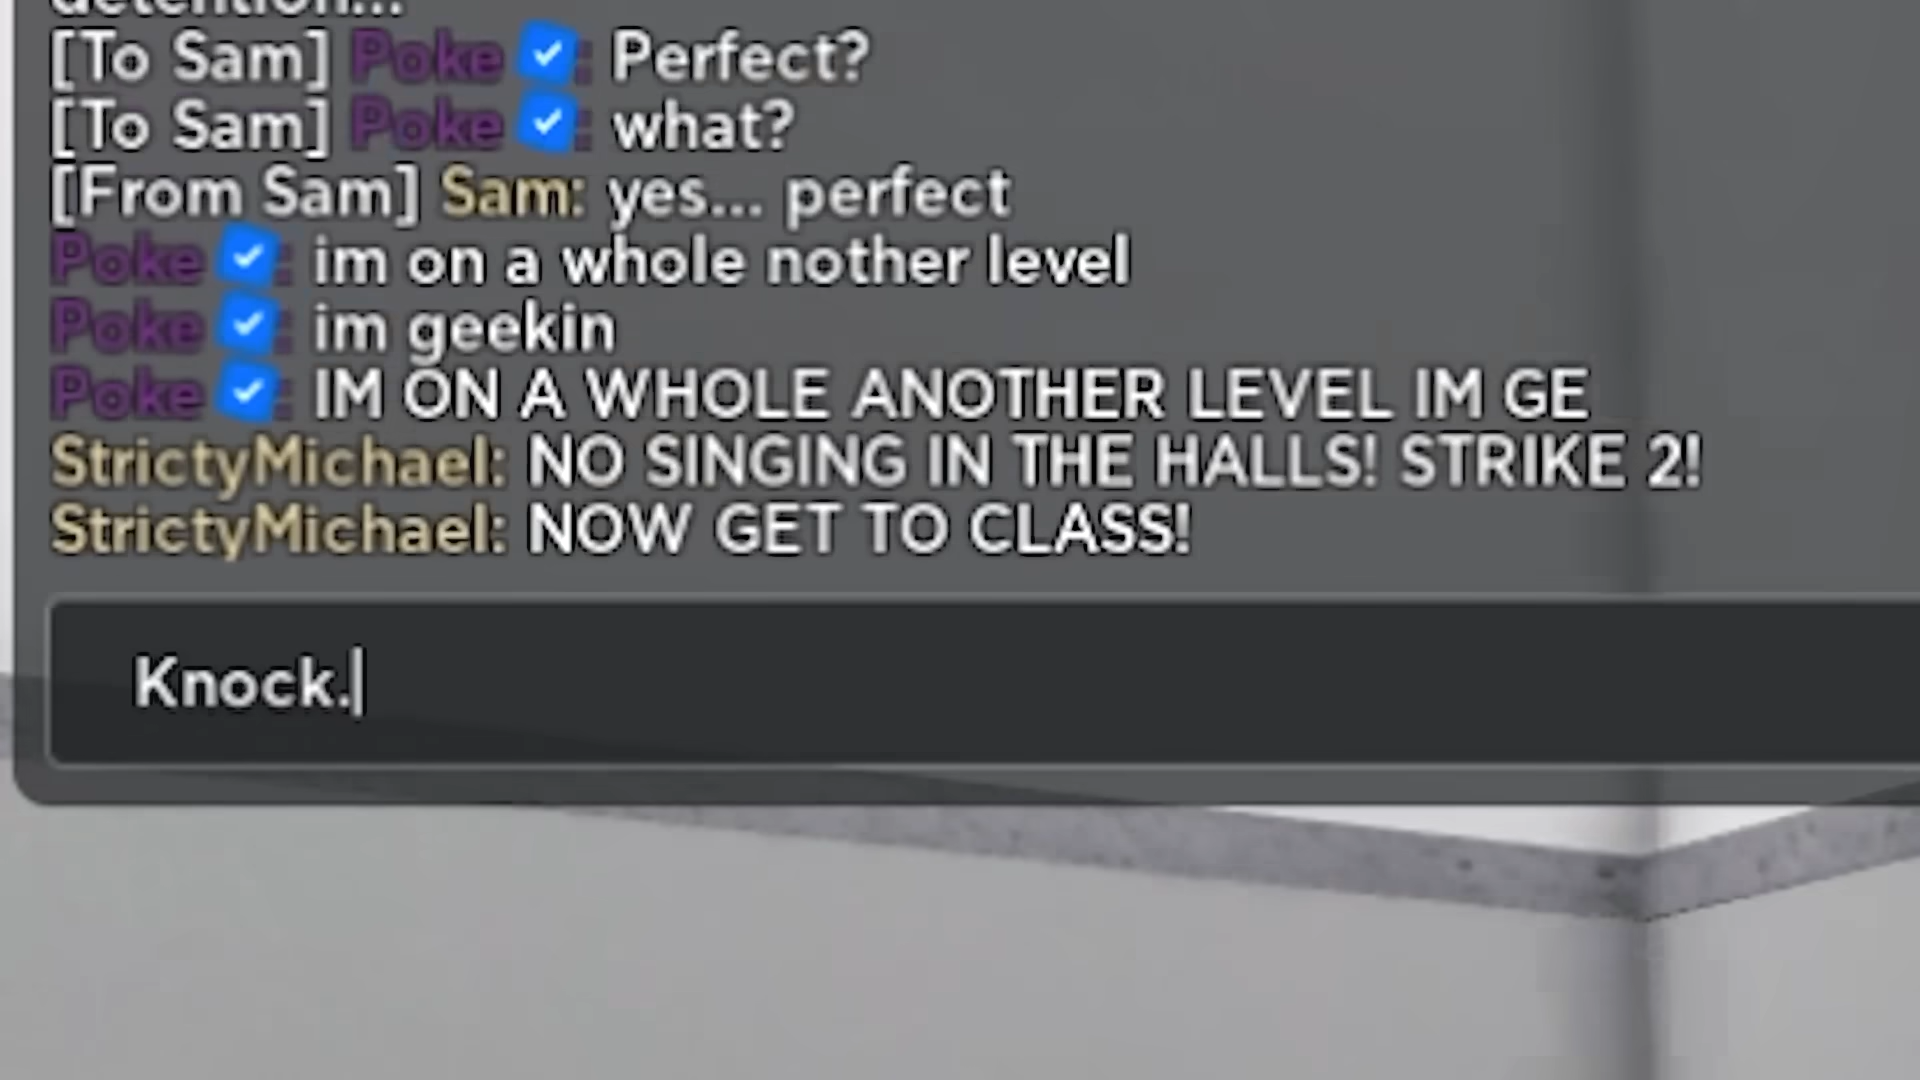 detention...
[To Sam] Poke ✓: Perfect?
[To Sam] Poke ✓: what?
[From Sam] Sam: yes... perfect
Poke ✓: im on a whole nother level
Poke ✓: im geekin
Poke ✓: IM ON A WHOLE ANOTHER LEVEL IM GE
StrictyMichael: NO SINGING IN THE HALLS! STRIKE 2!
StrictyMichael: NOW GET TO CLASS!
Knock.